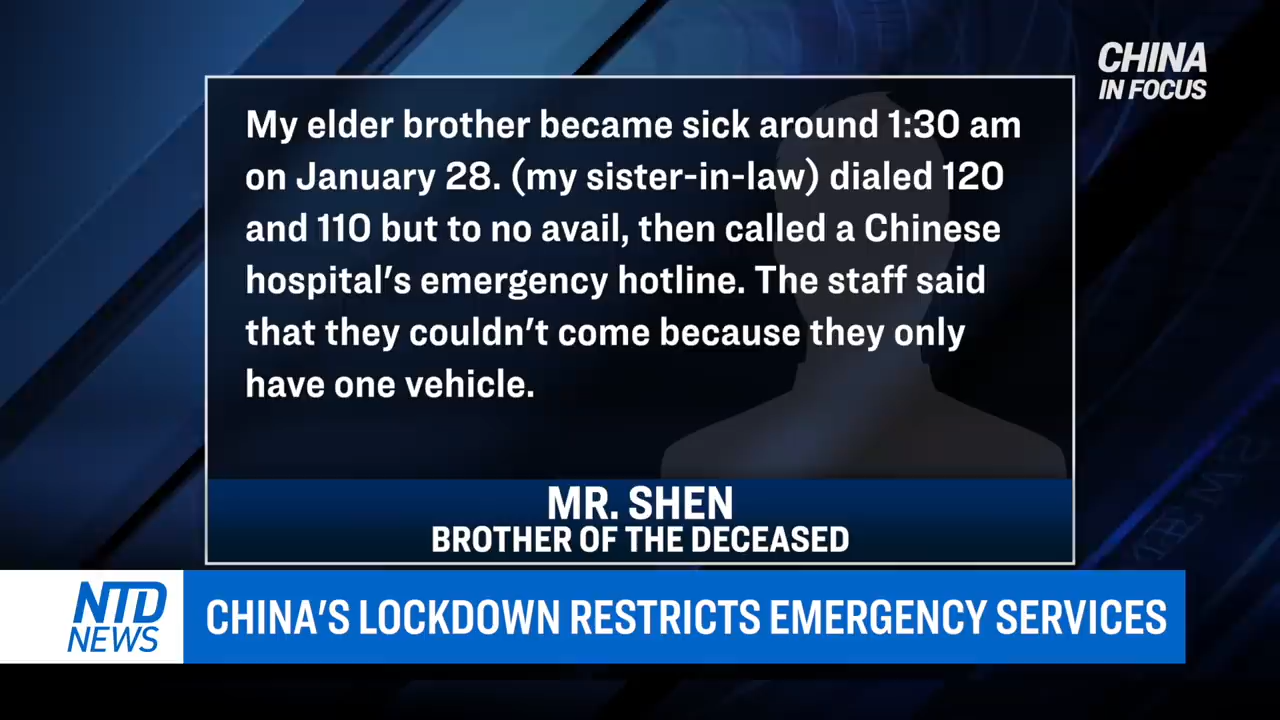 CHINA
IN FOCUS
My elder brother became sick around 1:30 am
on January 28. (my sister-in-law) dialed 120
and 110 but to no avail, then called a Chinese
hospital's emergency hotline. The staff said
that they couldn't come because they only
have one vehicle.
MR. SHEN
BROTHER OF THE DECEASED
NTD
NEWS
CHINA'S LOCKDOWN RESTRICTS EMERGENCY SERVICES